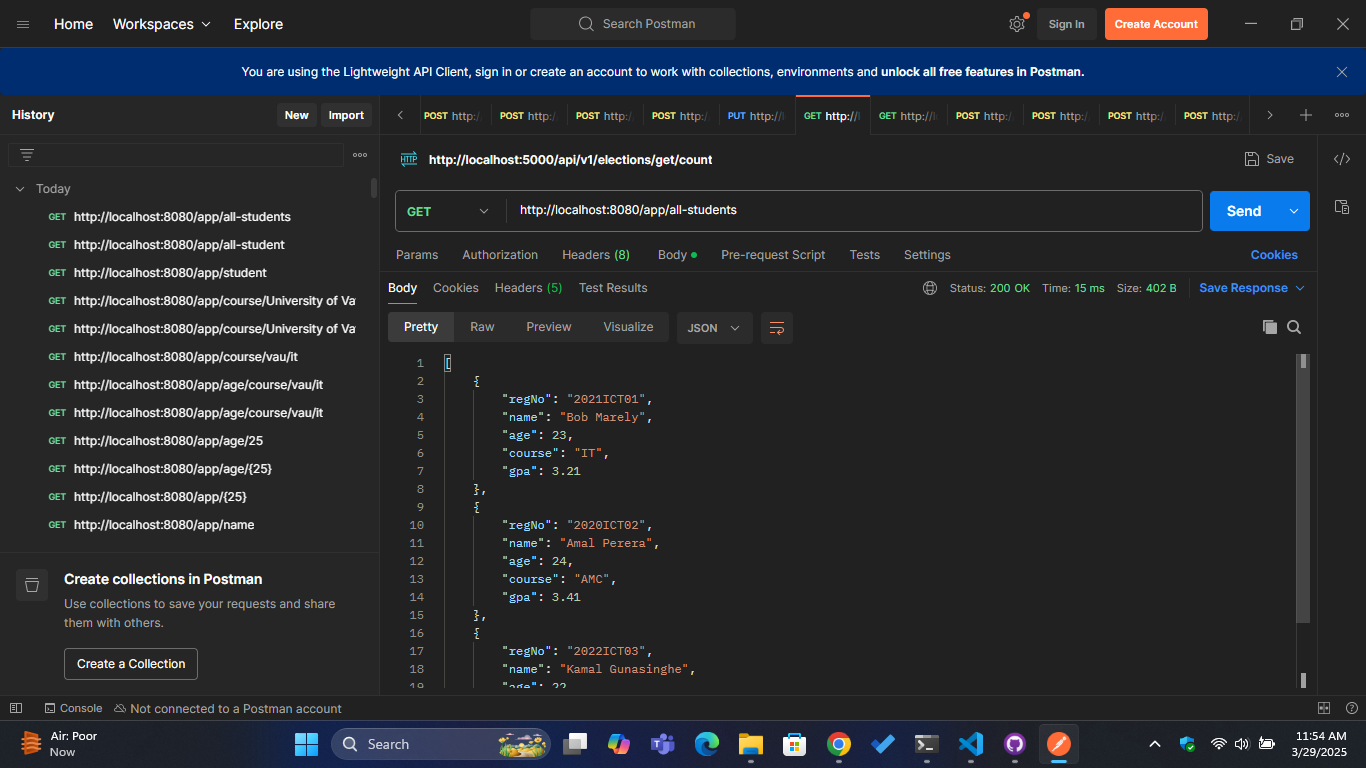 Home Workspaces Explore Search Postman Sign In Create Account
You are using the Lightweight API Client, sign in or create an account to work with collections, environments and unlock all free features in Postman.
History New Import
POST http:/ POST http:/ POST http:/ POST http:/ PUT http:// GET http://l GET http://l POST http:/ POST http:/ POST http:/ POST http:/
HTTP http://localhost:5000/api/v1/elections/get/count Save
Today
GET http://localhost:8080/app/all-students
GET http://localhost:8080/app/all-student
GET http://localhost:8080/app/student
GET http://localhost:8080/app/course/University of Va
GET http://localhost:8080/app/course/University of Va
GET http://localhost:8080/app/course/vau/it
GET http://localhost:8080/app/age/course/vau/it
GET http://localhost:8080/app/age/course/vau/it
GET http://localhost:8080/app/age/25
GET http://localhost:8080/app/age/{25}
GET http://localhost:8080/app/{25}
GET http://localhost:8080/app/name
Create collections in Postman
Use collections to save your requests and share
them with others.
Create a Collection
GET http://localhost:8080/app/all-students Send
Params Authorization Headers (8) Body Pre-request Script Tests Settings Cookies
Body Cookies Headers (5) Test Results Status: 200 OK Time: 15 ms Size: 402 B Save Response
Pretty Raw Preview Visualize JSON
1 [
2 {
3 "regNo": "2021ICT01",
4 "name": "Bob Marely",
5 "age": 23,
6 "course": "IT",
7 "gpa": 3.21
8 },
9 {
10 "regNo": "2020ICT02",
11 "name": "Amal Perera",
12 "age": 24,
13 "course": "AMC",
14 "gpa": 3.41
15 },
16 {
17 "regNo": "2022ICT03",
18 "name": "Kamal Gunasinghe",
19 "age": 22
Console Not connected to a Postman account
Air: Poor
Now
Search
11:54 AM
3/29/2025